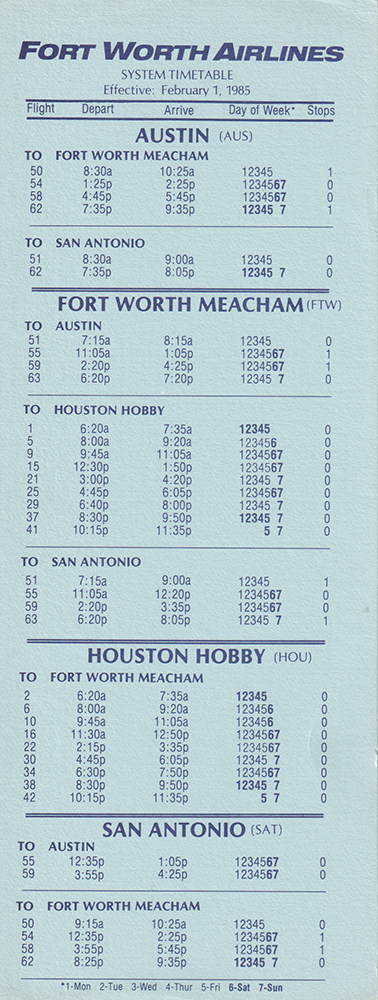 FORT WORTH AIRLINES
SYSTEM TIMETABLE
Effective: February 1, 1985
Flight Depart Arrive Day of Week* Stops
AUSTIN (AUS)
TO FORT WORTH MEACHAM
50 8:30a 10:25a 12345 1
54 1:25p 2:25p 1234567 0
58 4:45p 5:45p 1234567 0
62 7:35p 9:35p 12345 7 1
TO SAN ANTONIO
51 8:30a 9:00a 12345 0
62 7:35p 8:05p 12345 7 0
FORT WORTH MEACHAM (FTW)
TO AUSTIN
51 7:15a 8:15a 12345 0
55 11:05a 1:05p 1234567 1
59 2:20p 4:25p 1234567 1
63 6:20p 7:20p 12345 7 0
TO HOUSTON HOBBY
1 6:20a 7:35a 12345 0
5 8:00a 9:20a 123456 0
9 9:45a 11:05a 1234567 0
15 12:30p 1:50p 1234567 0
21 3:00p 4:20p 12345 7 0
25 4:45p 6:05p 1234567 0
29 6:40p 8:00p 12345 7 0
37 8:30p 9:50p 12345 7 0
41 10:15p 11:35p 5 7 0
TO SAN ANTONIO
51 7:15a 9:00a 12345 1
55 11:05a 12:20p 1234567 0
59 2:20p 3:35p 1234567 0
63 6:20p 8:05p 12345 7 1
HOUSTON HOBBY (HOU)
TO FORT WORTH MEACHAM
2 6:20a 7:35a 12345 0
6 8:00a 9:20a 123456 0
10 9:45a 11:05a 123456 0
16 11:30a 12:50p 1234567 0
22 2:15p 3:35p 1234567 0
30 4:45p 6:05p 12345 7 0
34 6:30p 7:50p 1234567 0
38 8:30p 9:50p 12345 7 0
42 10:15p 11:35p 5 7 0
SAN ANTONIO (SAT)
TO AUSTIN
55 12:35p 1:05p 1234567 0
59 3:55p 4:25p 1234567 0
TO FORT WORTH MEACHAM
50 9:15a 10:25a 12345 0
54 12:35p 2:25p 1234567 1
58 3:55p 5:45p 1234567 1
62 8:25p 9:35p 12345 7 0
*1-Mon 2-Tue 3-Wed 4-Thur 5-Fri 6-Sat 7-Sun